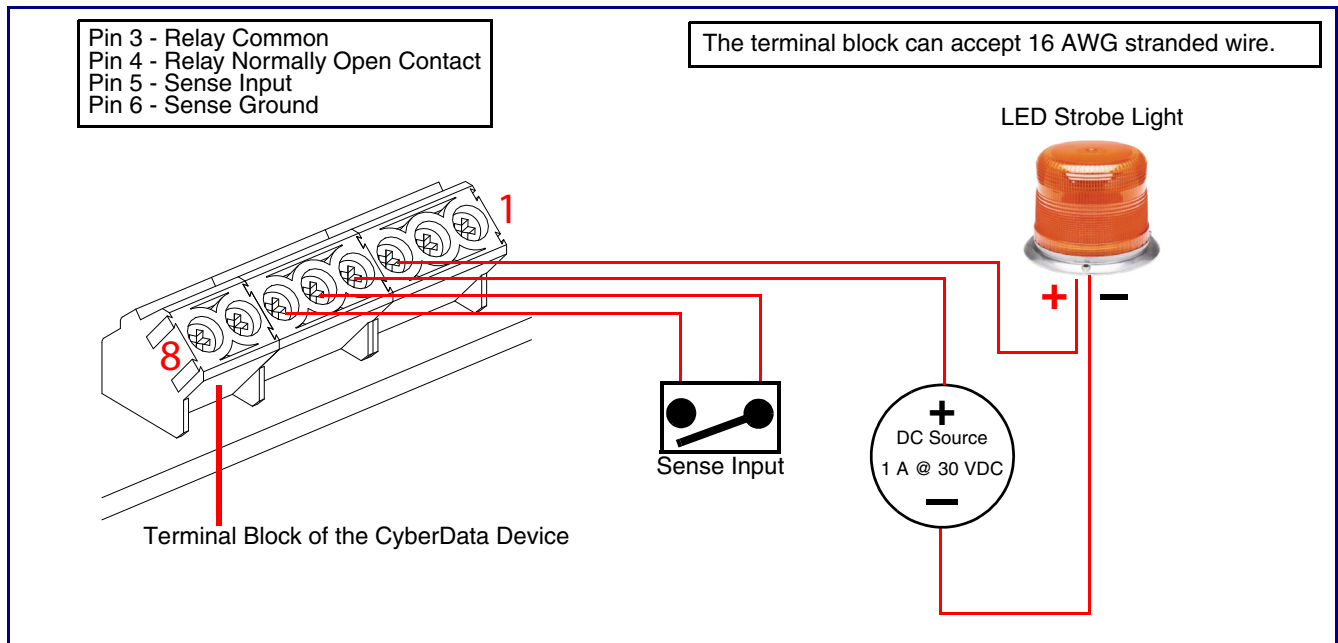 Pin 3 - Relay Common
Pin 4 - Relay Normally Open Contact
Pin 5 - Sense Input
Pin 6 - Sense Ground
The terminal block can accept 16 AWG stranded wire.
LED Strobe Light
1
8
+ −
Sense Input
+
DC Source
1 A @ 30 VDC
−
Terminal Block of the CyberData Device